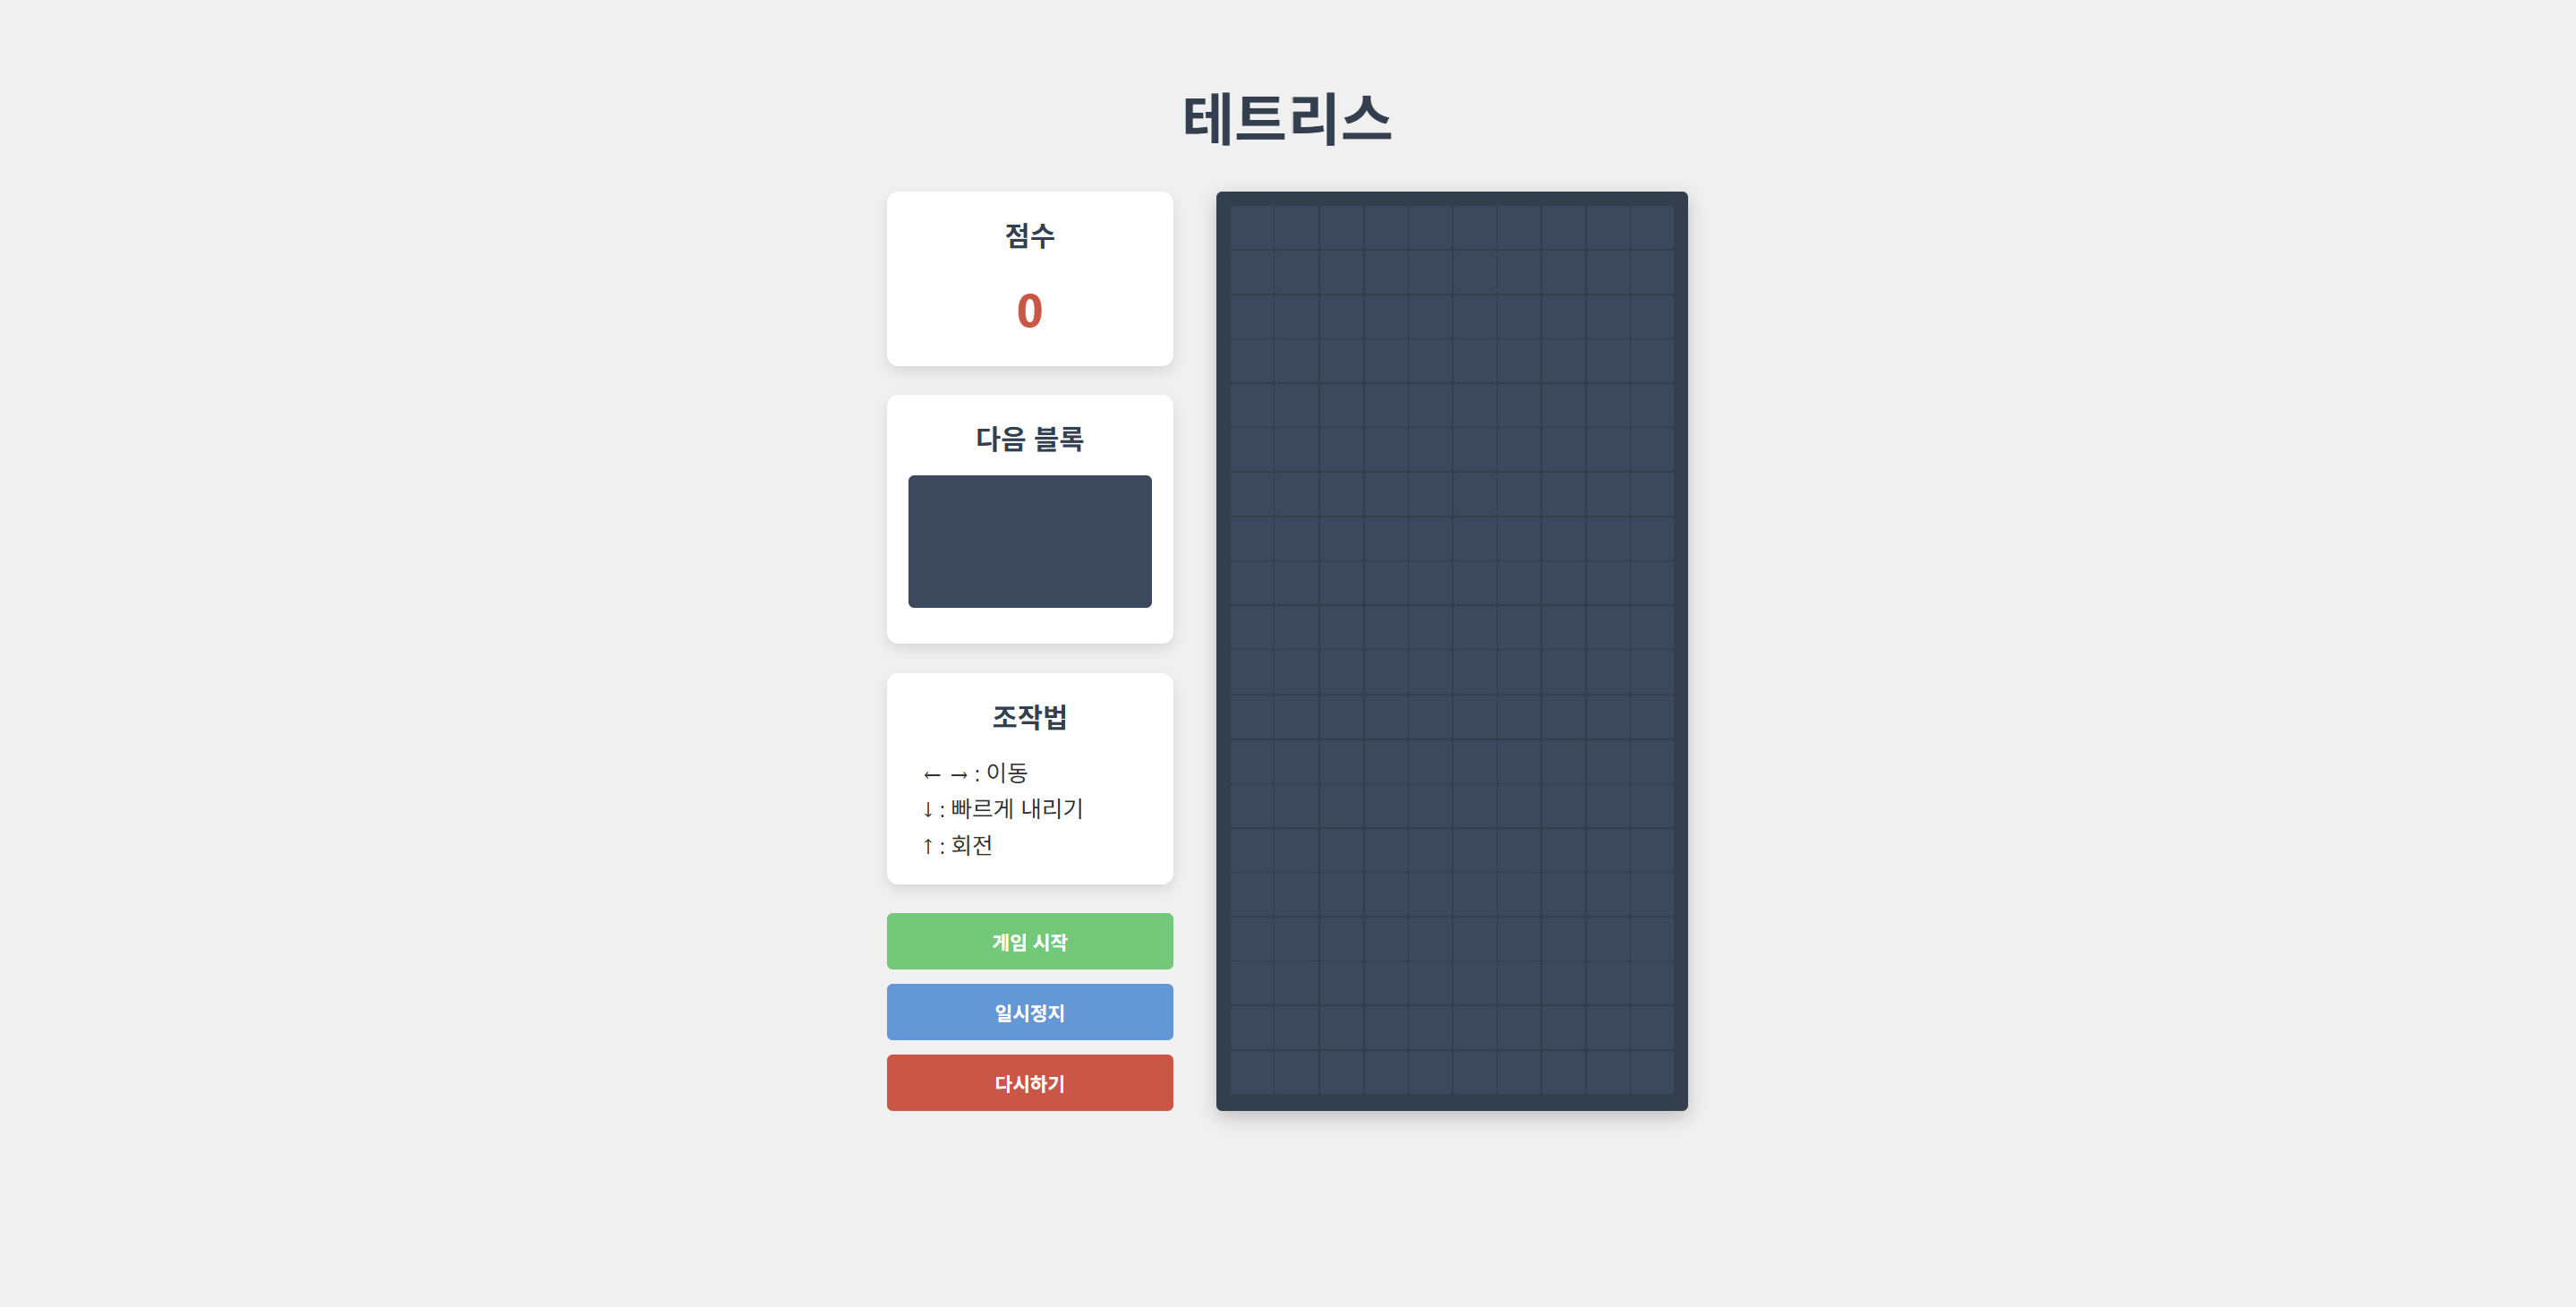 테트리스
점수
0
다음 블록
조작법
← → : 이동
↓ : 빠르게 내리기
↑ : 회전
게임 시작
일시정지
다시하기